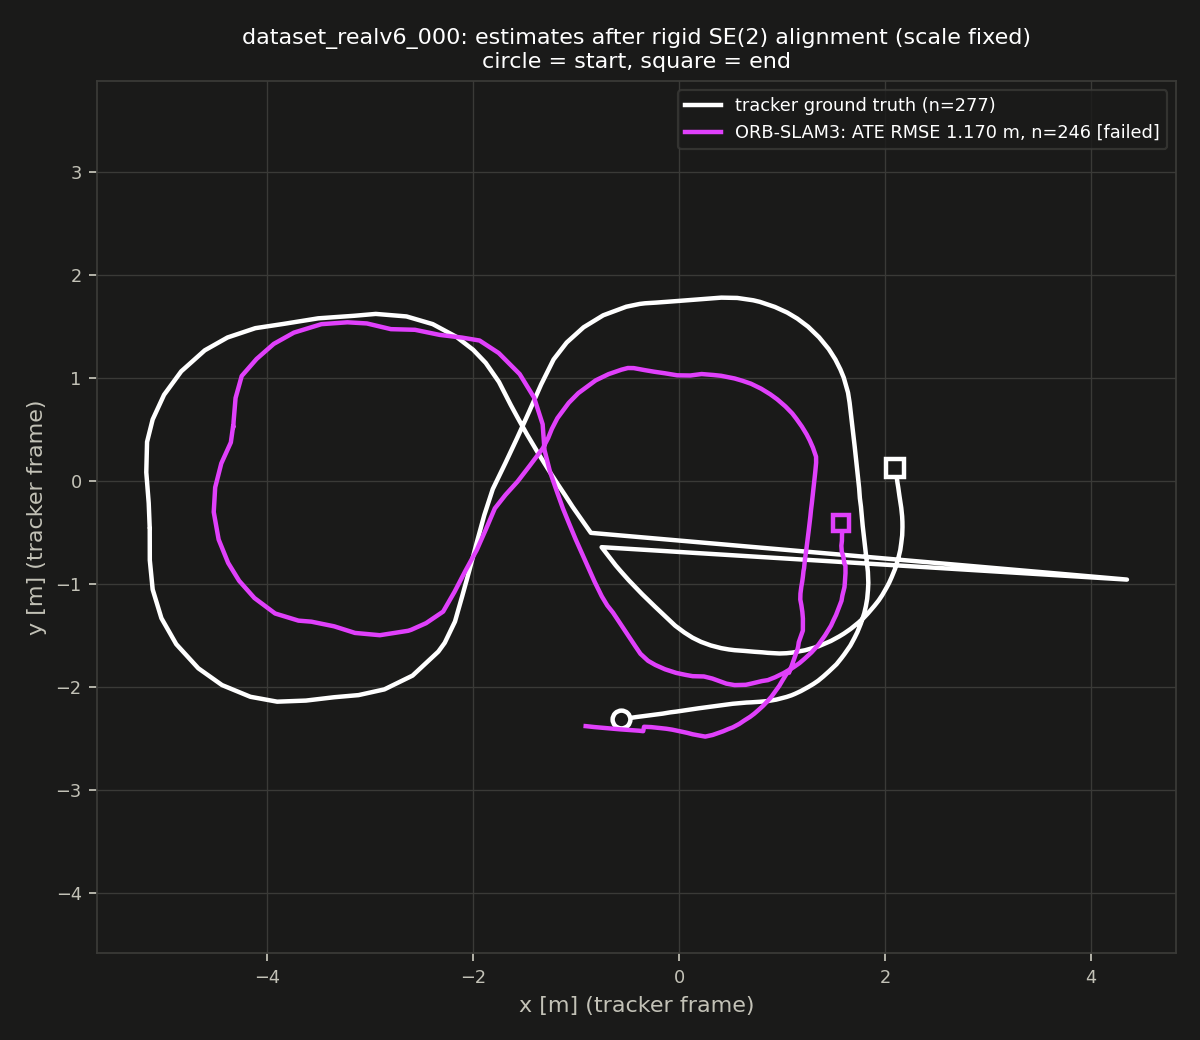 dataset_realv6_000: estimates after rigid SE(2) alignment (scale fixed)
circle = start, square = end
tracker ground truth (n=277)
ORB-SLAM3: ATE RMSE 1.170 m, n=246 [failed]
3
2
1
0
−1
−2
−3
−4
y [m] (tracker frame)
−4
−2
0
2
4
x [m] (tracker frame)